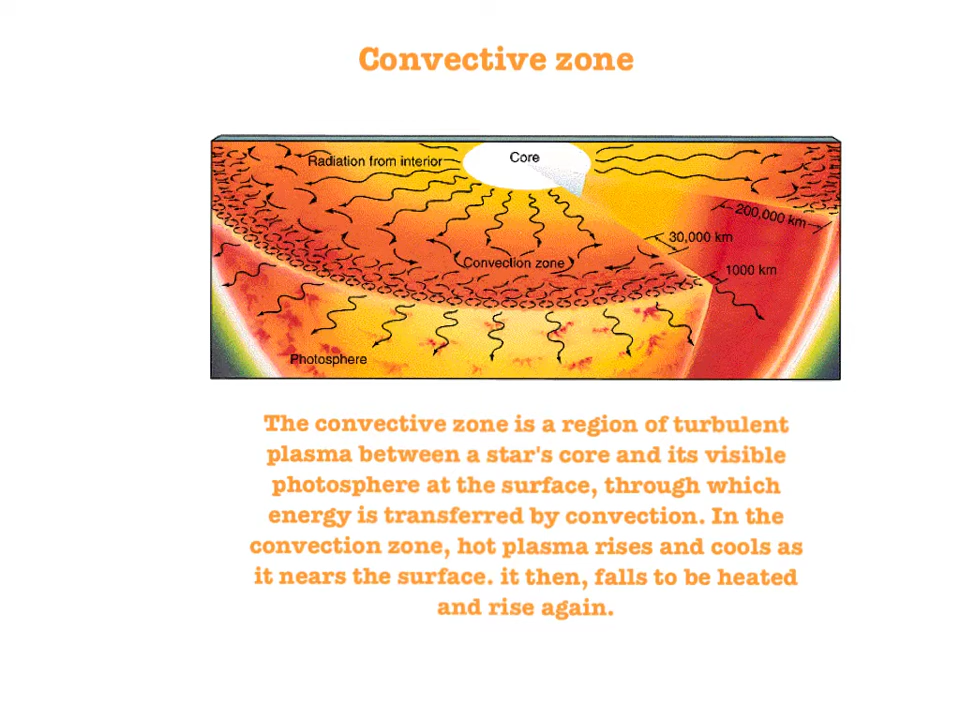 Convective zone
Core
Radiation from interior
200,000 km
30,000 km
Convection zone
1000 km
Photosphere
The convective zone is a region of turbulent
plasma between a star's core and its visible
photosphere at the surface, through which
energy is transferred by convection. In the
convection zone, hot plasma rises and cools as
it nears the surface. it then, falls to be heated
and rise again.